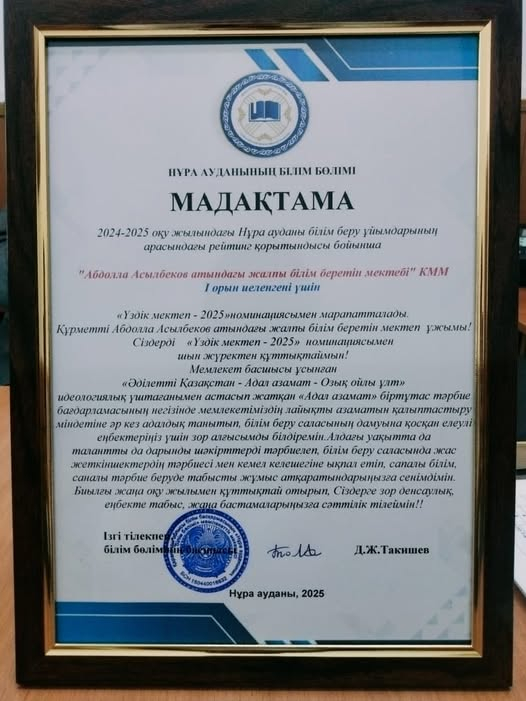 НҰРА АУДАНЫНЫҢ БІЛІМ БӨЛІМІ
МАДАҚТАМА
2024-2025 оқу жылындағы Нұра ауданы білім беру ұйымдарының
арасындағы рейтинг қорытындысы бойынша
"Абдолла Асылбеков атындағы жалпы білім беретін мектебі" КММ
І орын иеленгені үшін
«Үздік мектеп - 2025»номинациясымен марапатталады.
Құрметті Абдолла Асылбеков атындағы жалпы білім беретін мектеп ұжымы!
Сіздерді «Үздік мектеп - 2025» номинациясымен
шын жүректен құттықтаймын!
Мемлекет басшысы ұсынған
«Әділетті Қазақстан - Адал азамат - Озық ойлы ұлт»
идеологиялық ұштағанымен астасып жатқан «Адал азамат» біртұтас тәрбие
бағдарламасының негізінде мемлекетіміздің лайықты азаматын қалыптастыру
міндетіне әр кез адалдық танытып, білім беру саласының дамуына қосқан елеулі
еңбектеріңіз үшін зор алғысымды білдіремін.Алдағы уақытта да
талантты да дарынды шәкірттерді тәрбиелеп, білім беру саласында жас
жеткіншектердің тәрбиесі мен кемел келешегіне ықпал етіп, сапалы білім,
саналы тәрбие беруде табысты жұмыс атқаратындарыңызға сенімдімін.
Биылғы жаңа оқу жылымен құттықтай отырып, Сіздерге зор денсаулық,
еңбекте табыс, жаңа бастамаларыңызға сәттілік тілеймін!!
Ізгі тілекпен,
білім бөлімінің басшысы Д.Ж.Такишев
Нұра ауданы, 2025